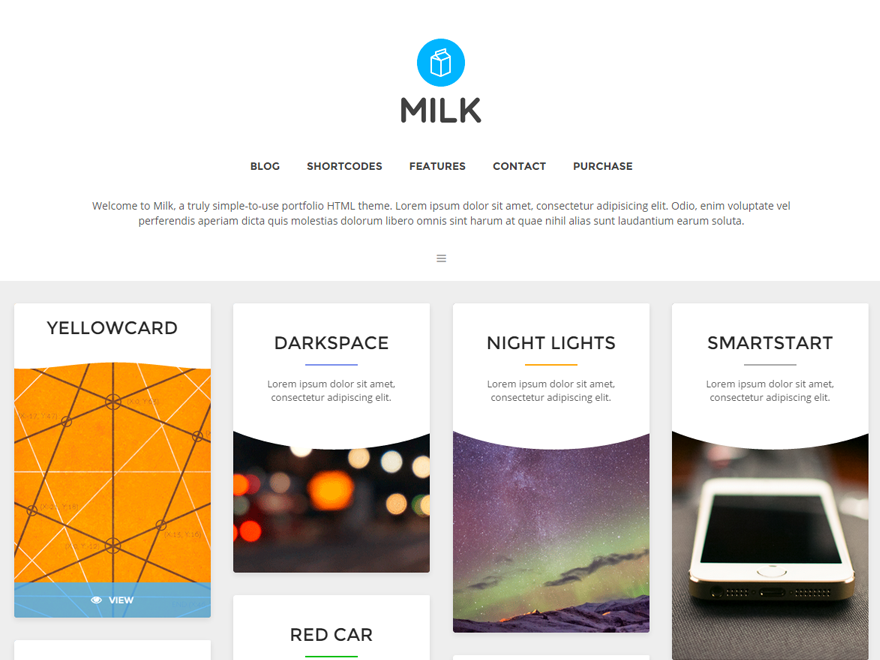 MILK
BLOG SHORTCODES FEATURES CONTACT PURCHASE
Welcome to Milk, a truly simple-to-use portfolio HTML theme. Lorem ipsum dolor sit amet, consectetur adipisicing elit. Odio, enim voluptate vel
perferendis aperiam dicta quis molestias dolorum libero omnis sint harum at quae nihil alias sunt laudantium earum soluta.
YELLOWCARD
VIEW
DARKSPACE
Lorem ipsum dolor sit amet,
consectetur adipiscing elit.
RED CAR
NIGHT LIGHTS
Lorem ipsum dolor sit amet,
consectetur adipiscing elit.
SMARTSTART
Lorem ipsum dolor sit amet,
consectetur adipiscing elit.